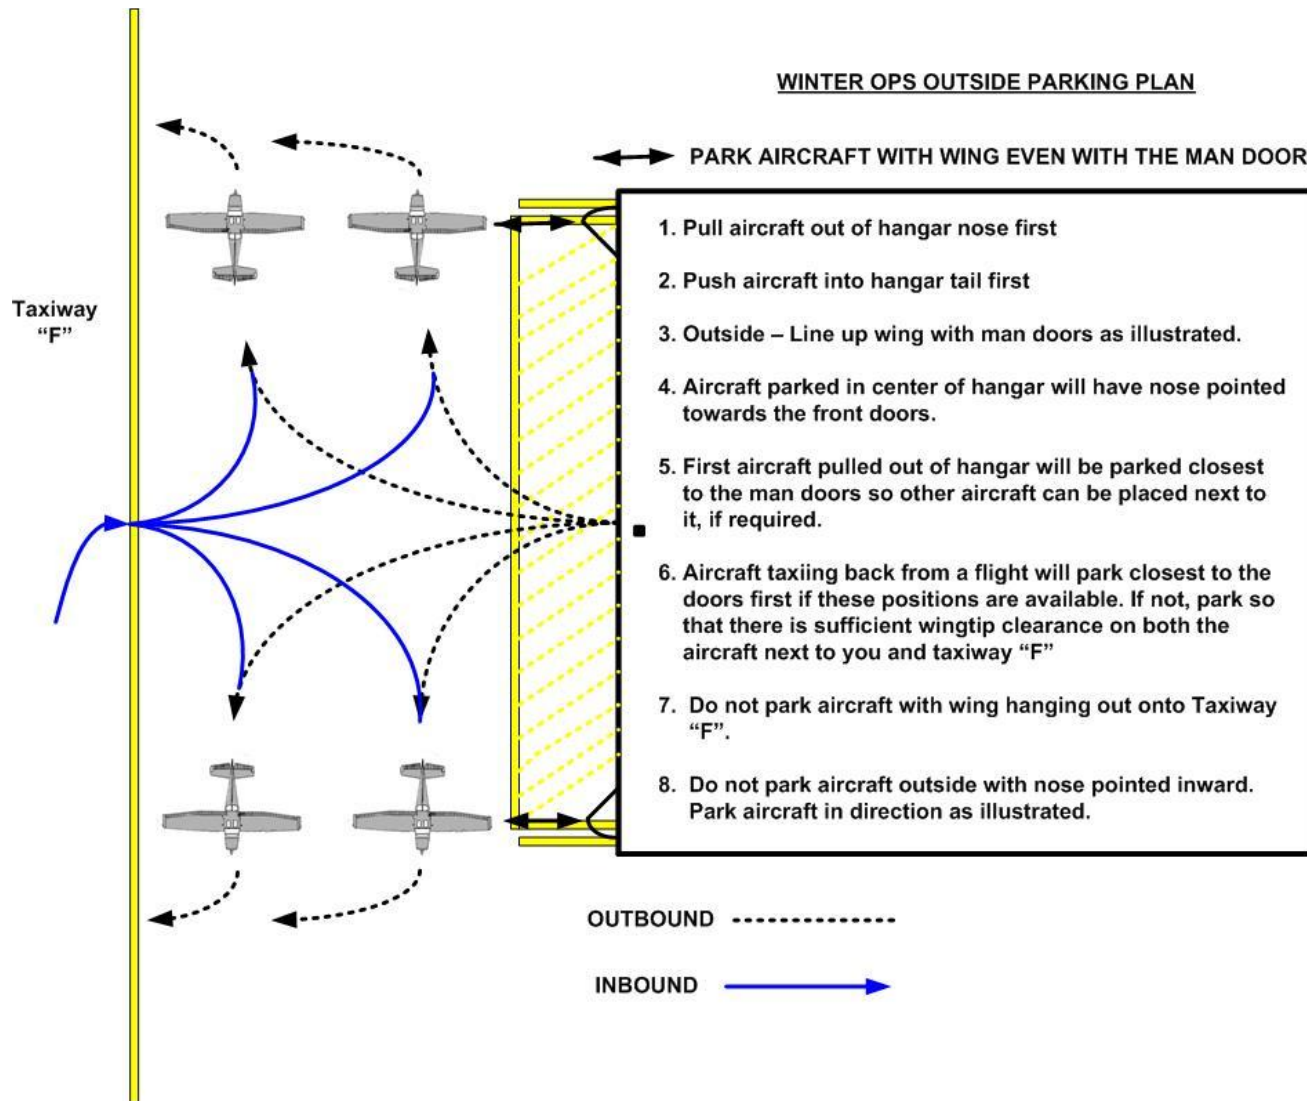 WINTER OPS OUTSIDE PARKING PLAN
PARK AIRCRAFT WITH WING EVEN WITH THE MAN DOOR
Taxiway
“F”
1. Pull aircraft out of hangar nose first
2. Push aircraft into hangar tail first
3. Outside – Line up wing with man doors as illustrated.
4. Aircraft parked in center of hangar will have nose pointed
towards the front doors.
5. First aircraft pulled out of hangar will be parked closest
to the man doors so other aircraft can be placed next to
it, if required.
6. Aircraft taxiing back from a flight will park closest to the
doors first if these positions are available. If not, park so
that there is sufficient wingtip clearance on both the
aircraft next to you and taxiway “F”
7. Do not park aircraft with wing hanging out onto Taxiway
“F”.
8. Do not park aircraft outside with nose pointed inward.
Park aircraft in direction as illustrated.
OUTBOUND
INBOUND